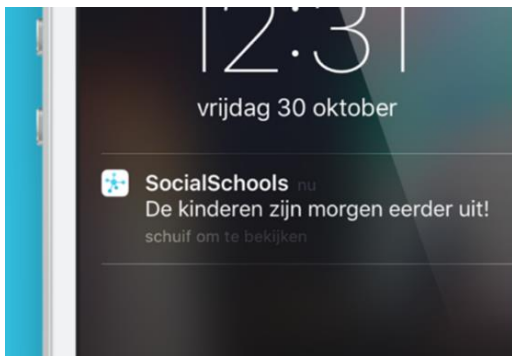 12:31
vrijdag 30 oktober
SocialSchools nu
De kinderen zijn morgen eerder uit!
schuif om te bekijken